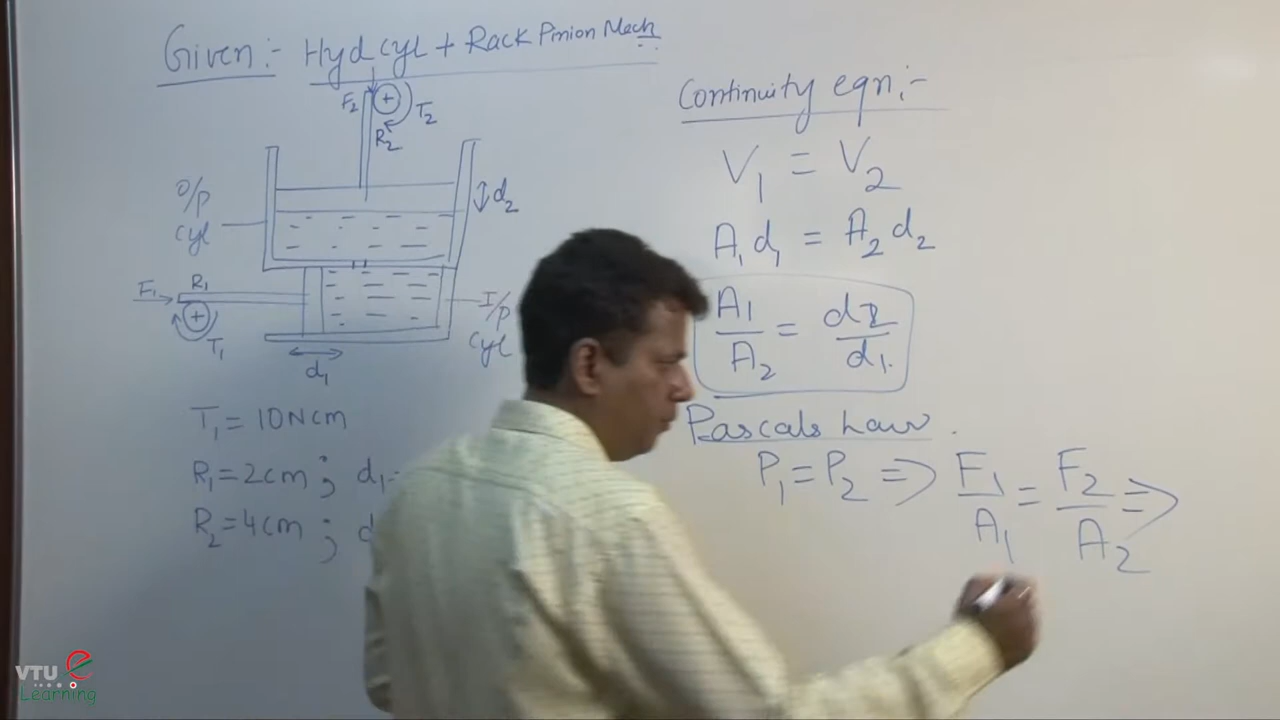 Given:- Hyd cyl + Rack Pinion Mech
F2
T2
R2
O/p
cyl
d2
F1
R1
T1
d1
I/p
cyl
T1 = 10 N cm
R1 = 2 cm ; d1
R2 = 4 cm ; d
Continuity eqn:-
V1 = V2
A1 d1 = A2 d2
A1/A2 = d2/d1
Pascals Law
P1 = P2 => F1/A1 = F2/A2 =>
VTU e
Learning